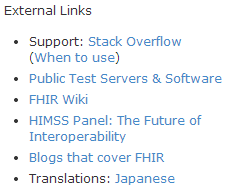 External Links
• Support: Stack Overflow
(When to use)
• Public Test Servers & Software
• FHIR Wiki
• HIMSS Panel: The Future of
Interoperability
• Blogs that cover FHIR
• Translations: Japanese